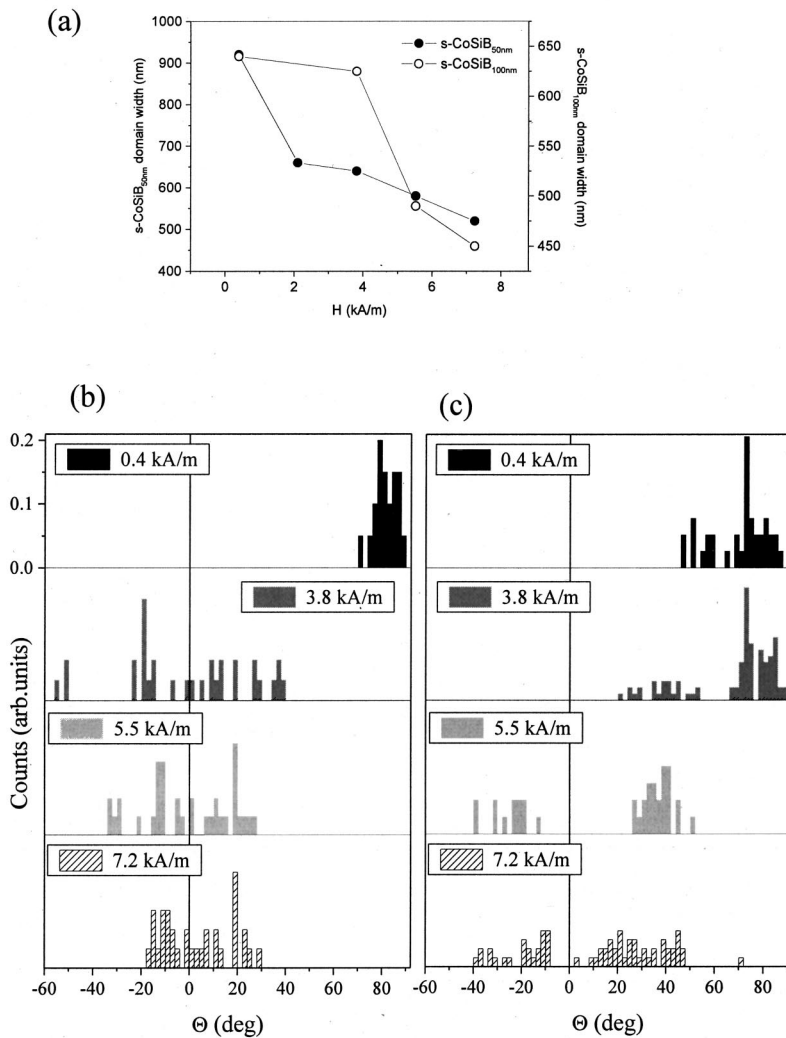 (a)
1000
900
800
700
600
500
400
s-CoSiB50nm domain width (nm)
s-CoSiB50nm
s-CoSiB100nm
650
600
550
500
450
s-CoSiB100nm domain width (nm)
0 2 4 6 8
H (kA/m)
(b)
(c)
0.2
0.1
0.0
Counts (arb.units)
0.4 kA/m
3.8 kA/m
5.5 kA/m
7.2 kA/m
0.4 kA/m
3.8 kA/m
5.5 kA/m
7.2 kA/m
-60 -40 -20 0 20 40 60 80
-60 -40 -20 0 20 40 60 80
Θ (deg)
Θ (deg)